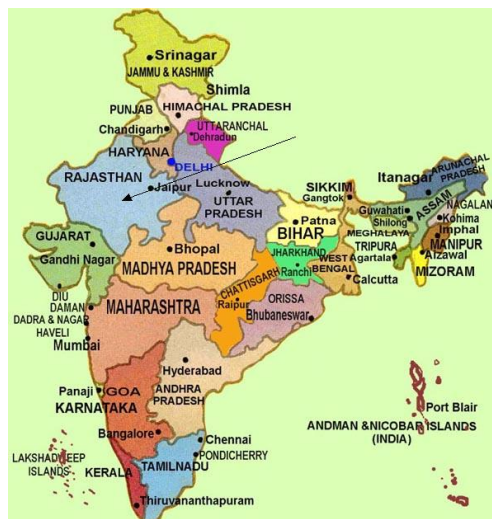 Srinagar
JAMMU & KASHMIR
Shimla
PUNJAB
HIMACHAL PRADESH
Chandigarh
UTTARANCHAL
Dehradun
HARYANA
DELHI
RAJASTHAN
Jaipur
Lucknow
UTTAR
PRADESH
SIKKIM
Gangtok
Itanagar
ARUNACHAL
PRADESH
Guwahati
ASSAM
NAGALAN
Shilong
MEGHALAYA
Kohima
Imphal
MANIPUR
Patna
BIHAR
TRIPURA
Agartala
Aizawal
MIZORAM
GUJARAT
Gandhi Nagar
Bhopal
MADHYA PRADESH
JHARKHAND
Ranchi
WEST
BENGAL
Calcutta
CHATTISGARH
Raipur
ORISSA
Bhubaneswar
DIU
DAMAN
DADRA & NAGAR
HAVELI
MAHARASHTRA
Mumbai
Hyderabad
ANDHRA
PRADESH
Panaji
GOA
KARNATAKA
Bangalore
Chennai
PONDICHERRY
TAMILNADU
KERALA
LAKSHADWEEP
ISLANDS
Thiruvananthapuram
Port Blair
ANDMAN &NICOBAR ISLANDS
(INDIA)